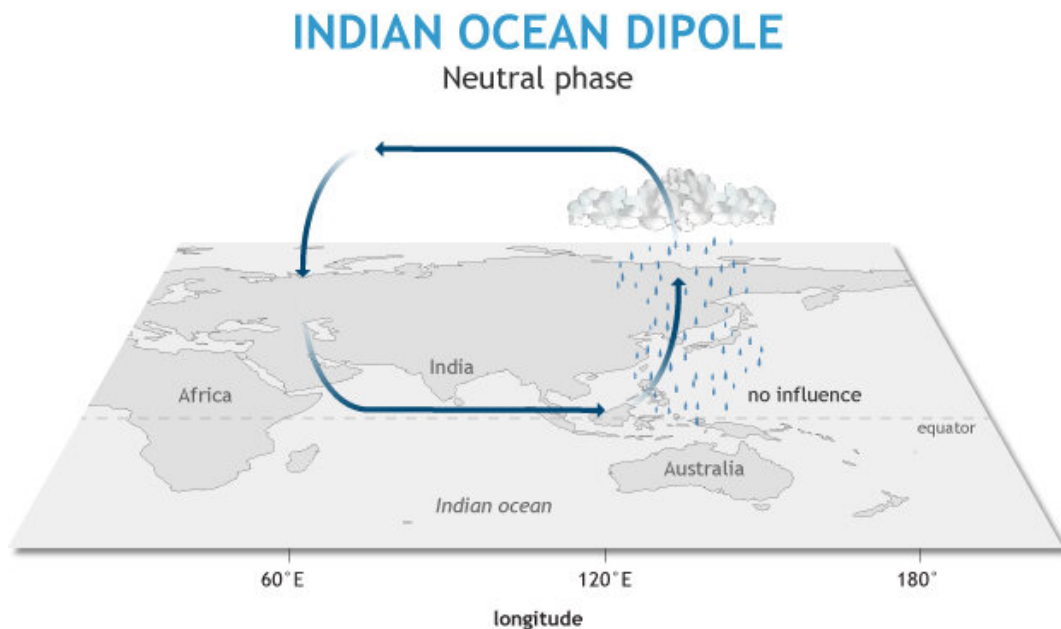 INDIAN OCEAN DIPOLE
Neutral phase
India
Africa
no influence
equator
Australia
Indian ocean
60°E
120°E
180°
longitude